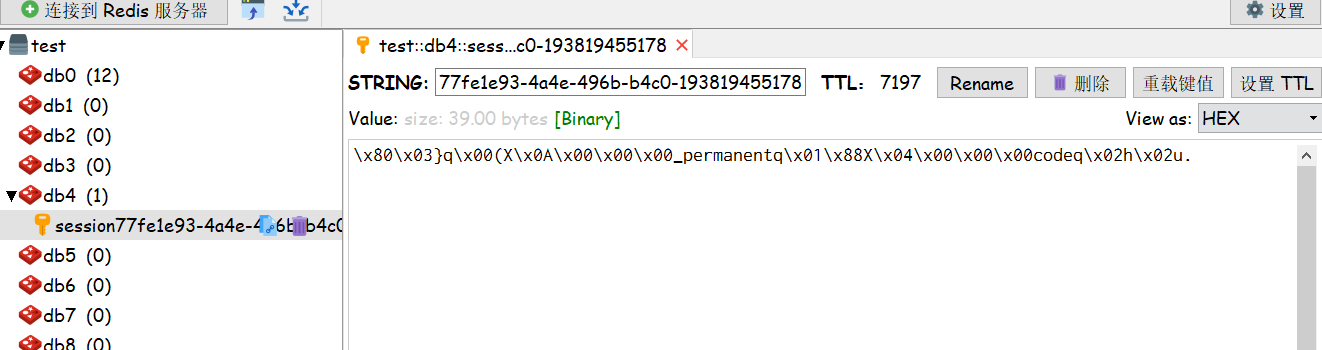 连接到 Redis 服务器
设置
test
test::db4::sess...c0-193819455178
db0 (12)
STRING: 77fe1e93-4a4e-496b-b4c0-193819455178 TTL: 7197 Rename 删除 重载键值 设置 TTL
db1 (0)
Value: size: 39.00 bytes [Binary] View as: HEX
db2 (0)
\x80\x03}q\x00(X\x0A\x00\x00\x00_permanentq\x01\x88X\x04\x00\x00\x00codeq\x02h\x02u.
db3 (0)
db4 (1)
session77fe1e93-4a4e-4 6b b4c0
db5 (0)
db6 (0)
db7 (0)
db8 (0)